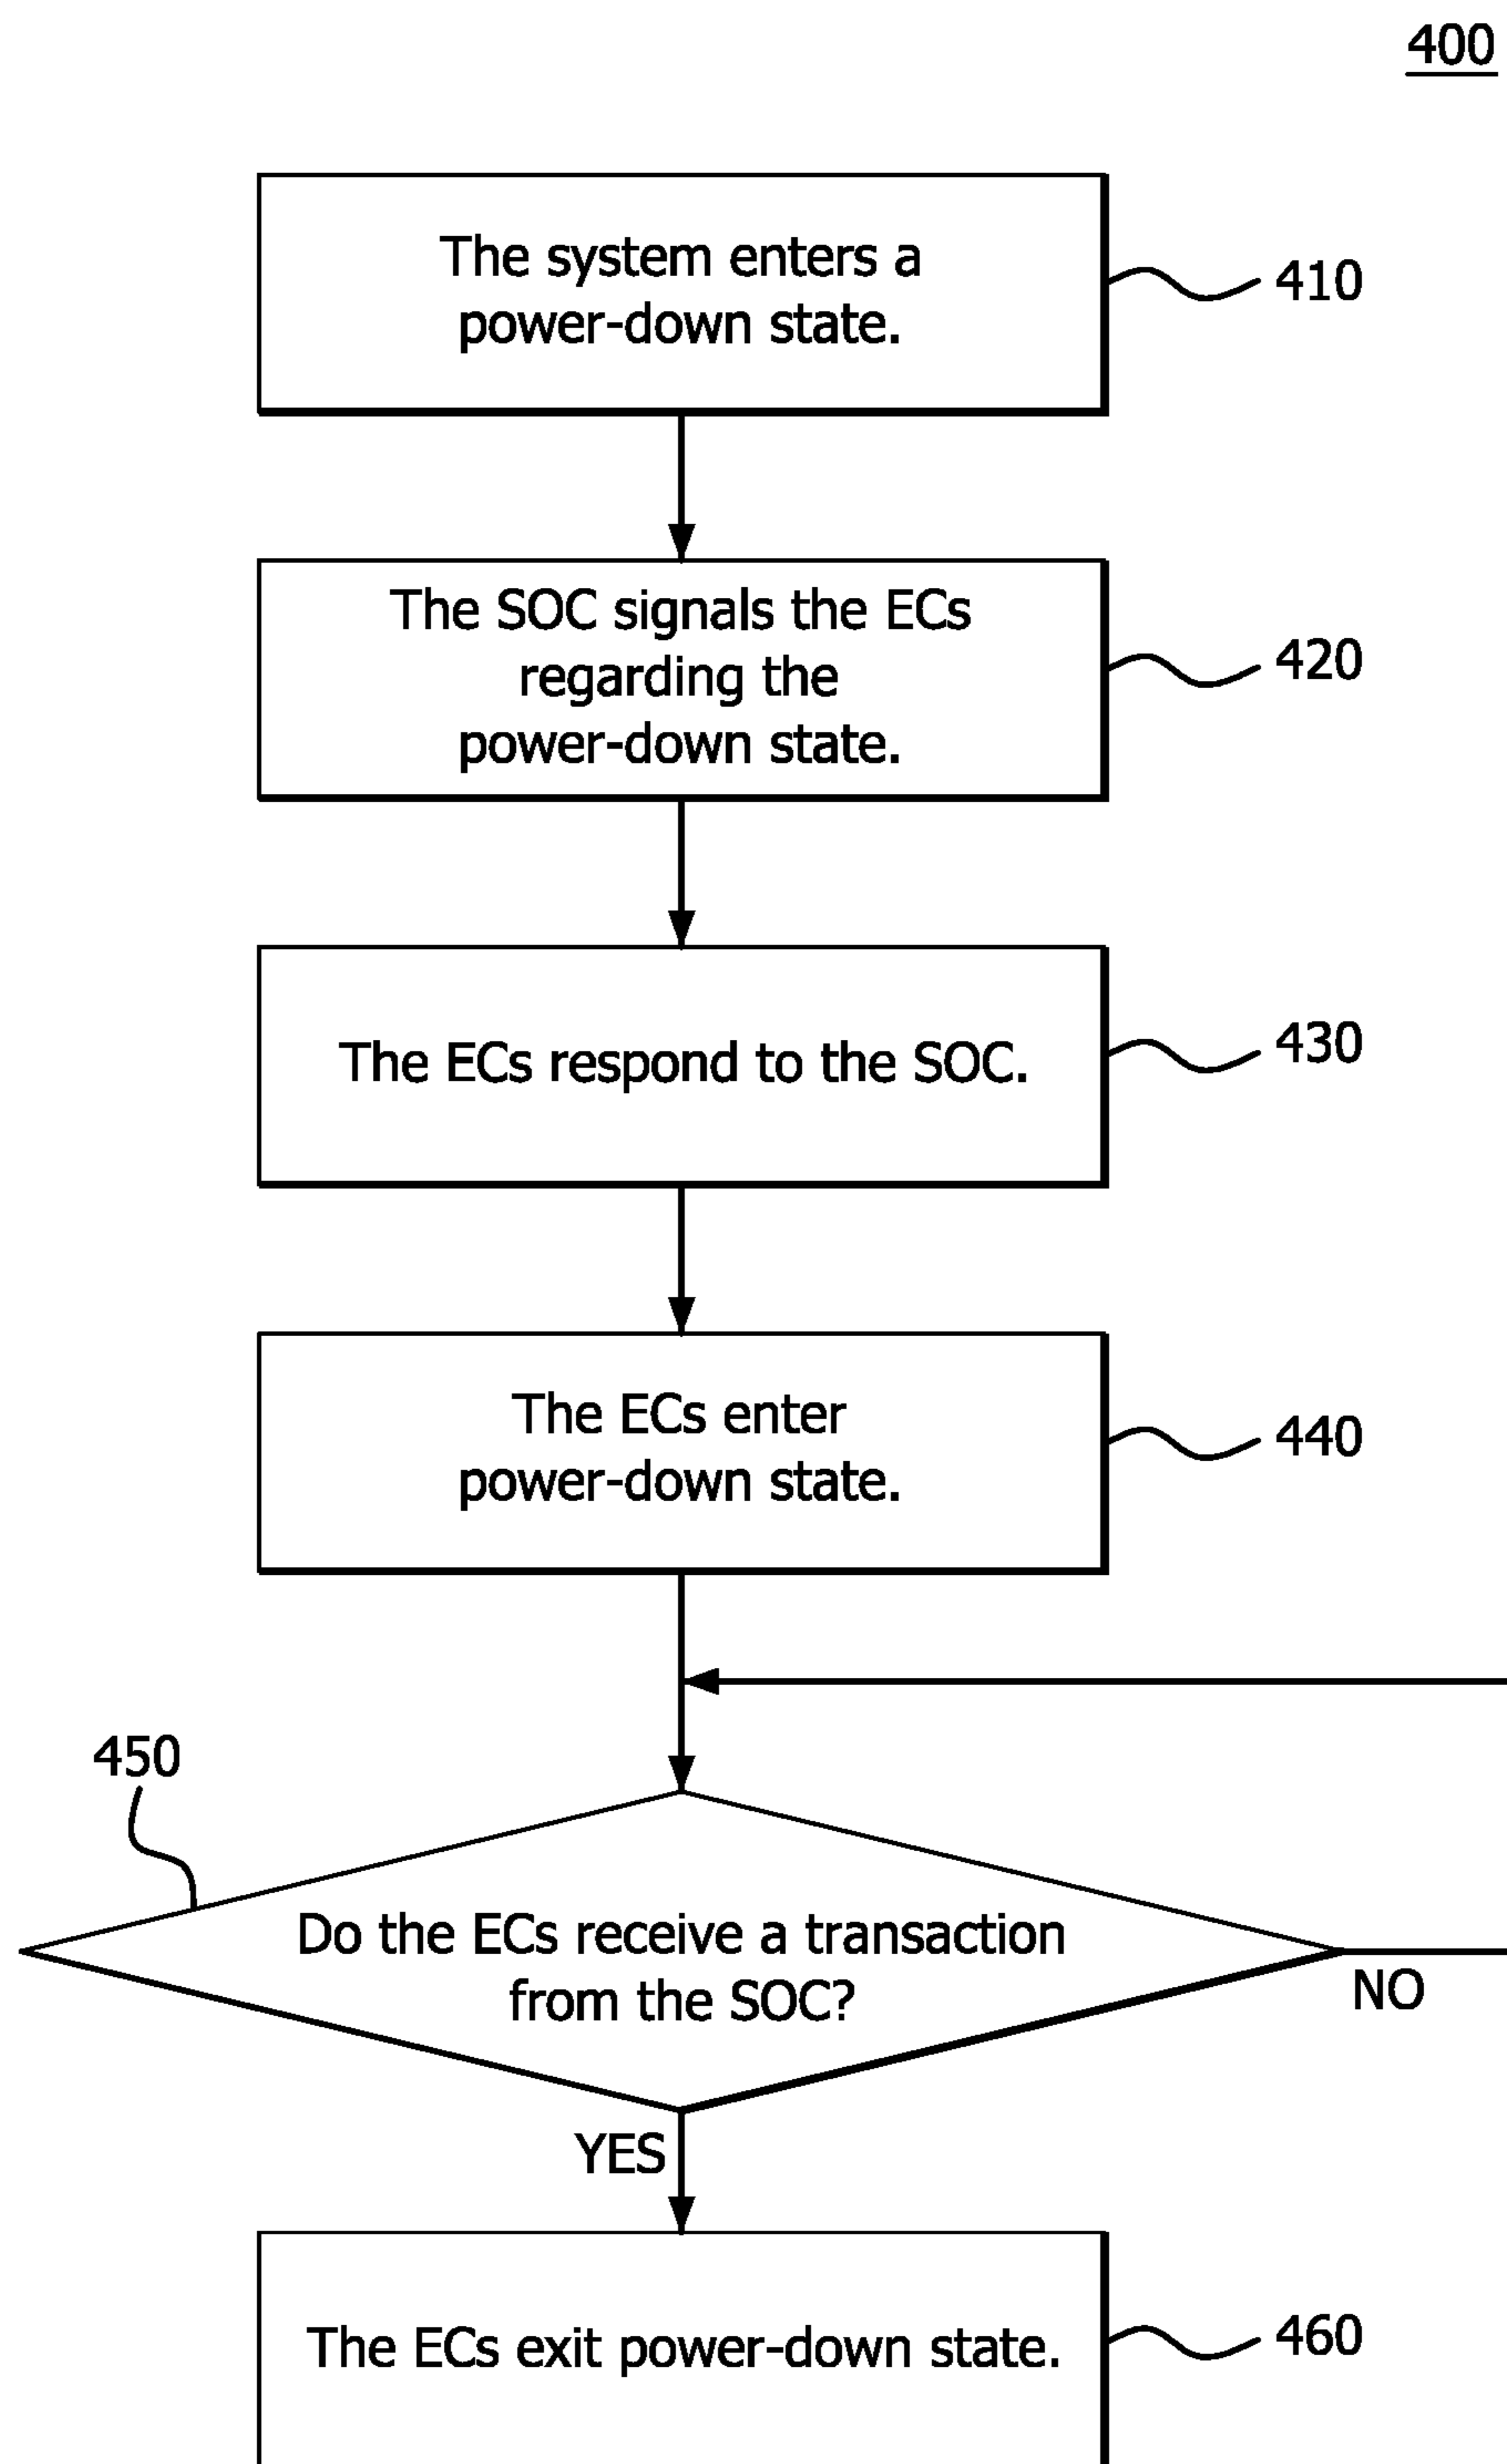 400
The system enters a
power-down state.
410
The SOC signals the ECs
regarding the
power-down state.
420
The ECs respond to the SOC.
430
The ECs enter
power-down state.
440
450
Do the ECs receive a transaction
from the SOC?
NO
YES
The ECs exit power-down state.
460